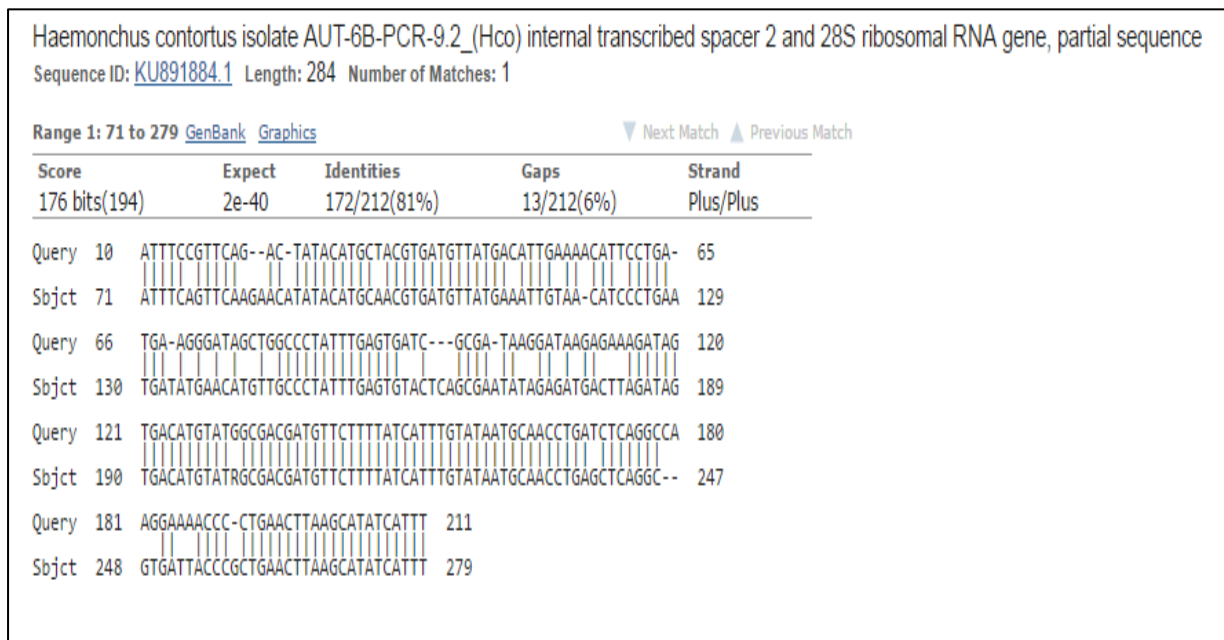 Haemonchus contortus isolate AUT-6B-PCR-9.2_(Hco) internal transcribed spacer 2 and 28S ribosomal RNA gene, partial sequence
Sequence ID: KU891884.1 Length: 284 Number of Matches: 1
Range 1: 71 to 279 GenBank Graphics ▼ Next Match ▲ Previous Match
Score Expect Identities Gaps Strand
176 bits(194) 2e-40 172/212(81%) 13/212(6%) Plus/Plus
Query 10 ATTTCCGTTCAG--AC-TATACATGCTACGTGATGTTATGACATTGAAAACATTCCTGA- 65
Sbjct 71 ATTTCAGTTCAAGAACATATACATGCAACGTGATGTTATGAAATTGTAA-CATCCCTGAA 129
Query 66 TGA-AGGGATAGCTGGCCCTATTTGAGTGATC---GCGA-TAAGGATAAGAGAAAGATAG 120
Sbjct 130 TGATATGAACATGTTGCCCTATTTGAGTGTACTCAGCGAATATAGAGATGACTTAGATAG 189
Query 121 TGACATGTATGGCGACGATGTTCTTTTATCATTTGTATAATGCAACCTGATCTCAGGCCA 180
Sbjct 190 TGACATGTATRGCGACGATGTTCTTTTATCATTTGTATAATGCAACCTGAGCTCAGGC-- 247
Query 181 AGGAAAACCC-CTGAACTTAAGCATATCATTT 211
Sbjct 248 GTGATTACCCGCTGAACTTAAGCATATCATTT 279